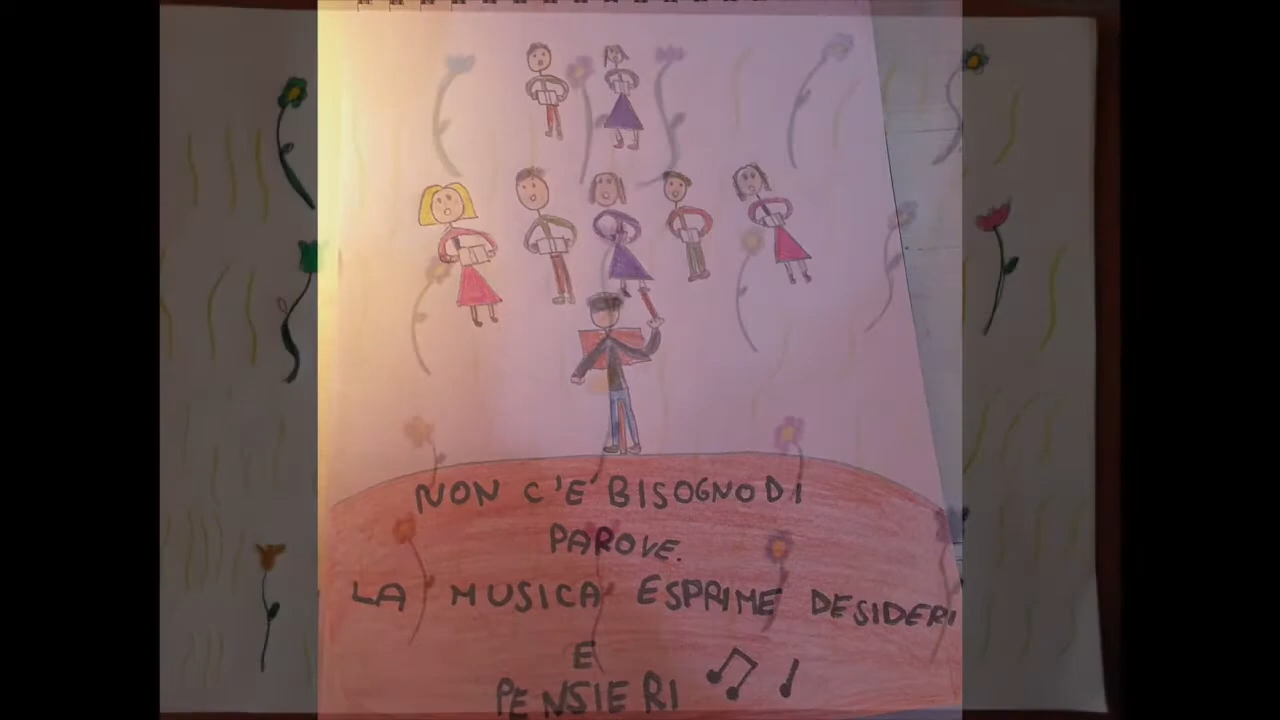 NON C'E' BISOGNO DI
PAROVE.
LA MUSICA ESPRIME DESIDERI
E
PENSIERI